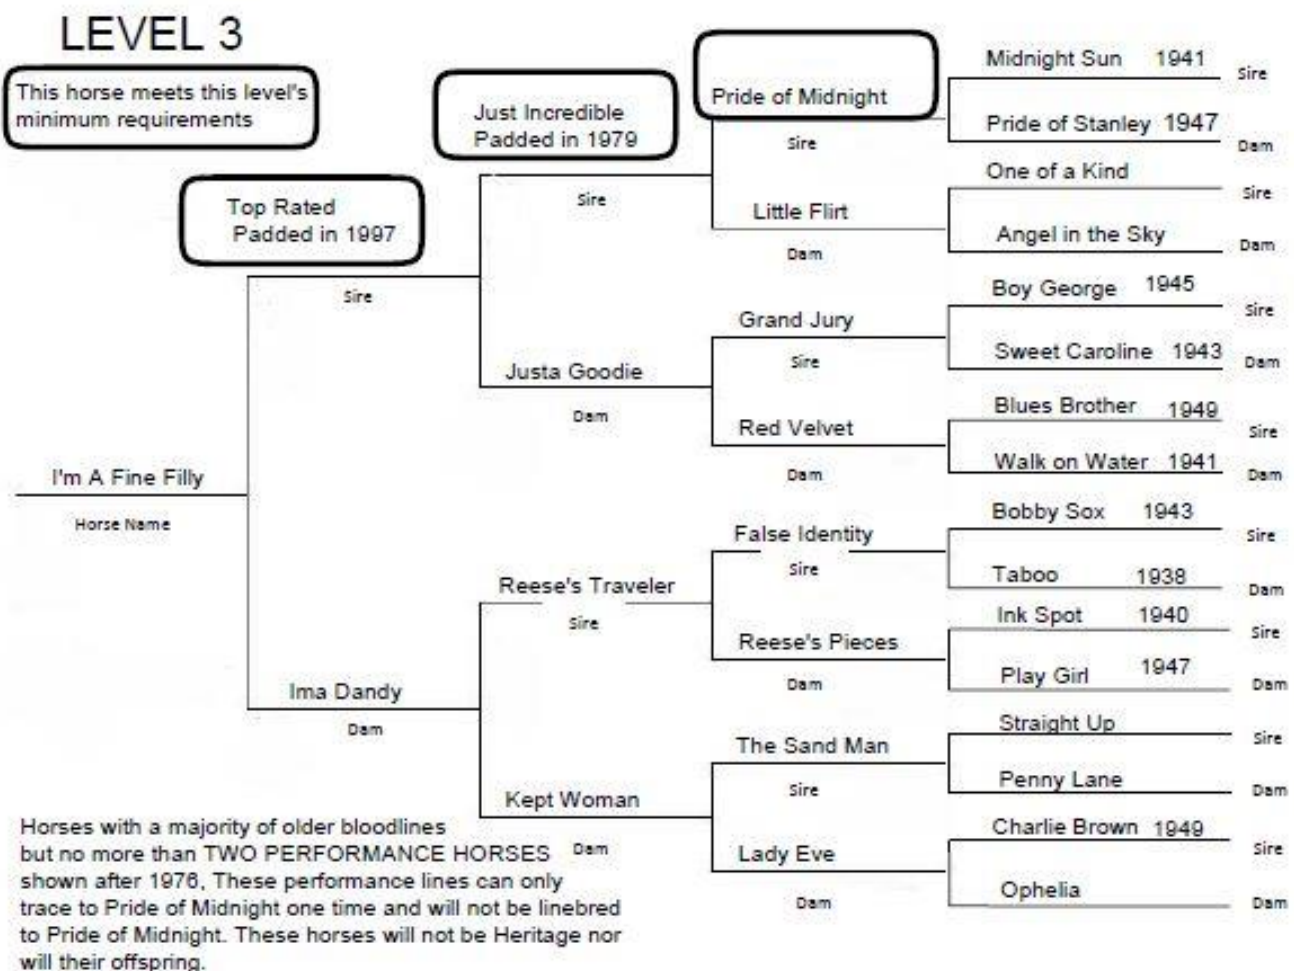 LEVEL 3
This horse meets this level's
minimum requirements
Top Rated
Padded in 1997
Sire
Just Incredible
Padded in 1979
Sire
Pride of Midnight
Sire
Midnight Sun 1941
Sire
Pride of Stanley 1947
Dam
Little Flirt
Dam
One of a Kind
Sire
Angel in the Sky
Dam
Justa Goodie
Dam
Grand Jury
Sire
Boy George 1945
Sire
Sweet Caroline 1943
Dam
Red Velvet
Dam
Blues Brother 1949
Sire
Walk on Water 1941
Dam
I'm A Fine Filly
Horse Name
Ima Dandy
Dam
Reese's Traveler
Sire
False Identity
Sire
Bobby Sox 1943
Sire
Taboo 1938
Dam
Reese's Pieces
Dam
Ink Spot 1940
Sire
Play Girl 1947
Dam
Kept Woman
Dam
The Sand Man
Sire
Straight Up
Sire
Penny Lane
Dam
Lady Eve
Dam
Charlie Brown 1949
Sire
Ophelia
Dam
Horses with a majority of older bloodlines
but no more than TWO PERFORMANCE HORSES
shown after 1976, These performance lines can only
trace to Pride of Midnight one time and will not be linebred
to Pride of Midnight. These horses will not be Heritage nor
will their offspring.